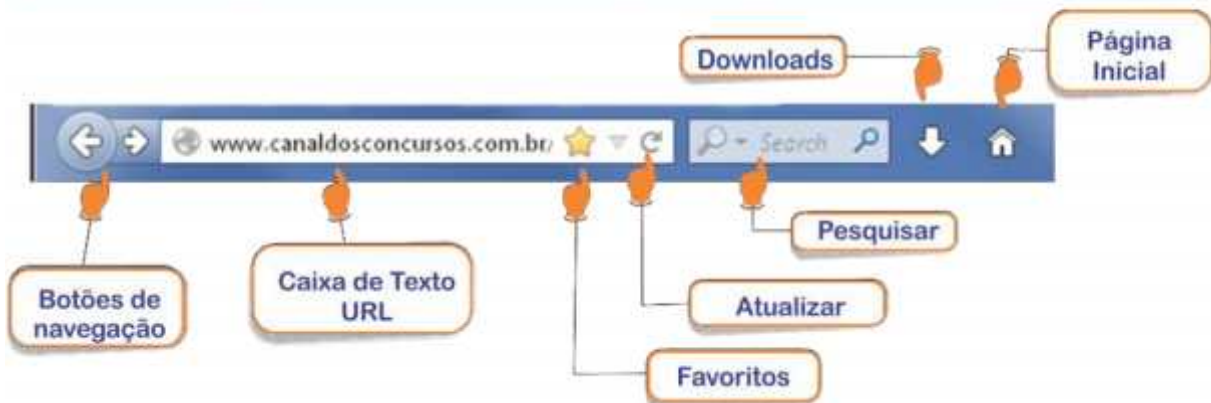 Downloads
Página
Inicial
www.canaldosconcursos.com.br/
Search
Pesquisar
Botões de
navegação
Caixa de Texto
URL
Atualizar
Favoritos